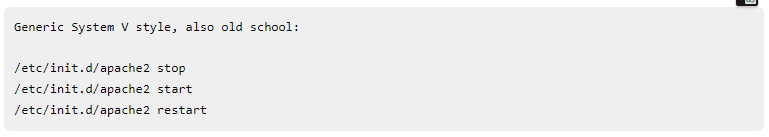 Generic System V style, also old school:
/etc/init.d/apache2 stop
/etc/init.d/apache2 start
/etc/init.d/apache2 restart